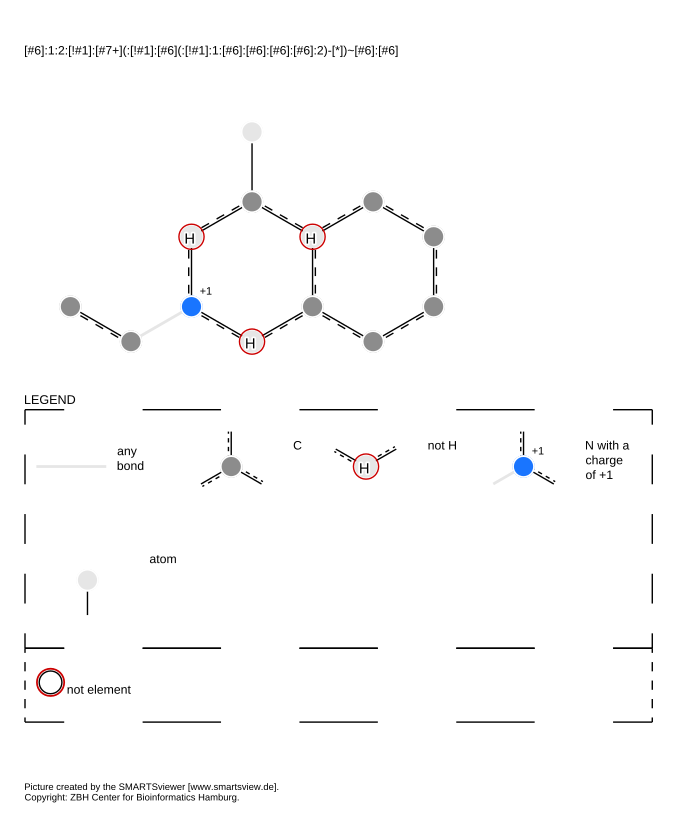 [#6]:1:2:[!#1]:[#7+](:[!#1]:[#6](:[!#1]:1:[#6]:[#6]:[#6]:[#6]:2)-[*])~[#6]:[#6]
H
H
+1
H
LEGEND
any
bond
C
H
not H
+1
N with a
charge
of +1
atom
not element
Picture created by the SMARTSviewer [www.smartsview.de].
Copyright: ZBH Center for Bioinformatics Hamburg.